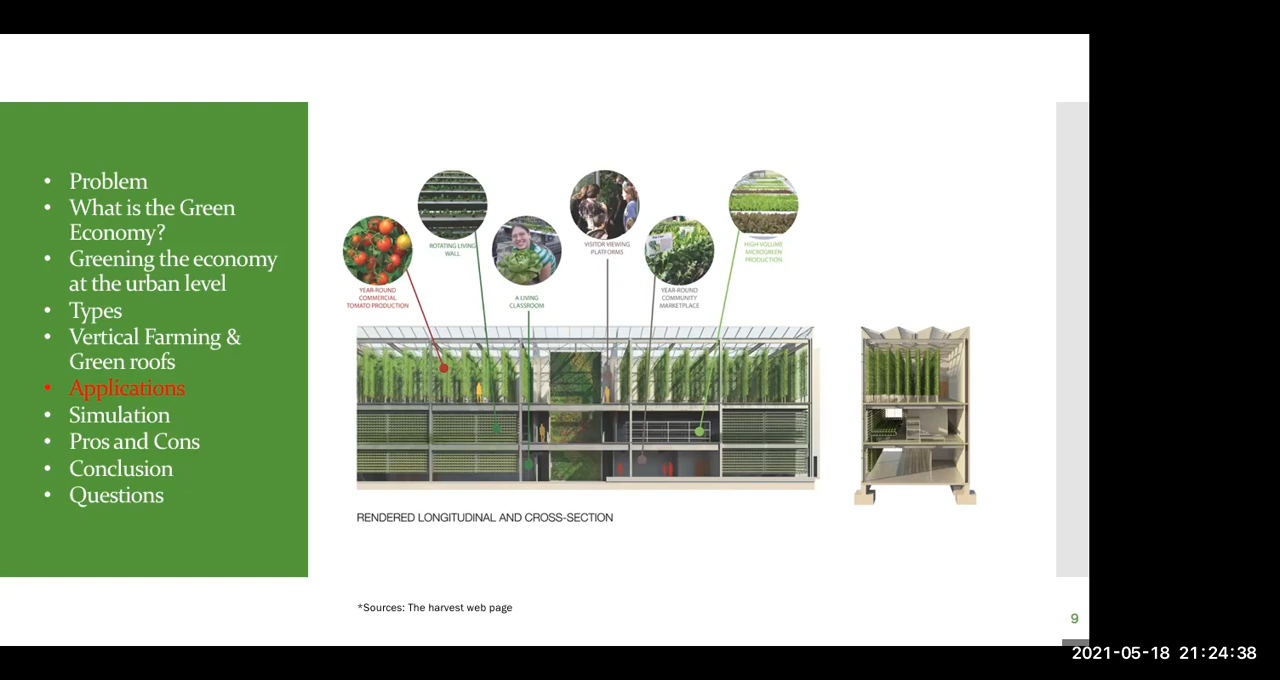 • Problem
• What is the Green
Economy?
• Greening the economy
at the urban level
• Types
• Vertical Farming &
Green roofs
• Applications
• Simulation
• Pros and Cons
• Conclusion
• Questions
ROTATING LIVING
WALL
VISITOR VIEWING
PLATFORMS
HIGH VOLUME
MICROGREEN
PRODUCTION
YEAR-ROUND
COMMERCIAL
TOMATO PRODUCTION
A LIVING
CLASSROOM
YEAR-ROUND
COMMUNITY
MARKETPLACE
RENDERED LONGITUDINAL AND CROSS-SECTION
*Sources: The harvest web page
9
2021-05-18 21:24:38